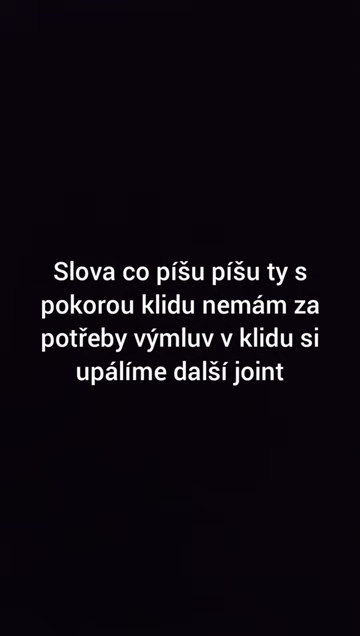 Slova co píšu píšu ty s
pokorou klidu nemám za
potřeby výmluv v klidu si
upálíme další joint